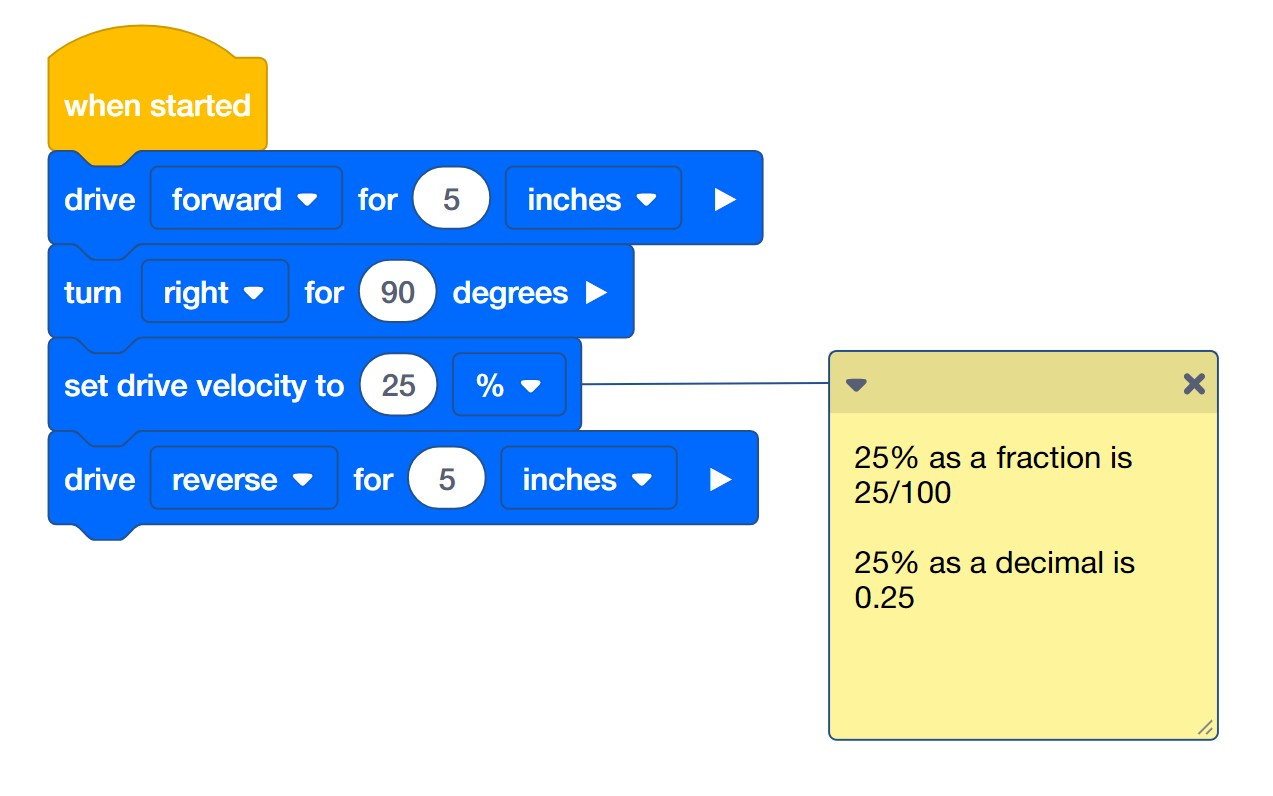 when started
drive forward for 5 inches
turn right for 90 degrees
set drive velocity to 25 %
drive reverse for 5 inches
25% as a fraction is
25/100
25% as a decimal is
0.25